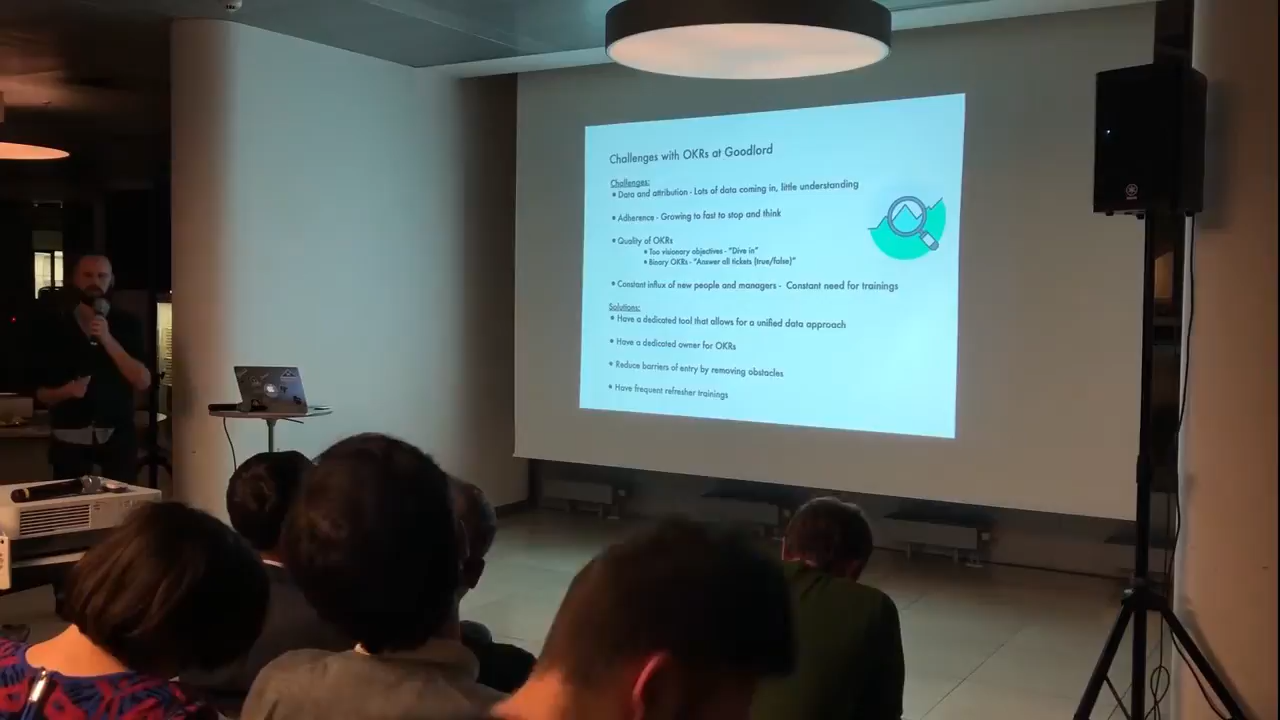 Challenges with OKRs at Goodlord
Challenges:
• Data and attribution - Lots of data coming in, little understanding
• Adherence - Growing to fast to stop and think
• Quality of OKRs
• Too visionary objectives - "Dive in"
• Binary OKRs - "Answer all tickets (true/false)"
• Constant influx of new people and managers - Constant need for trainings
Solutions:
• Have a dedicated tool that allows for a unified data approach
• Have a dedicated owner for OKRs
• Reduce barriers of entry by removing obstacles
• Have frequent refresher trainings